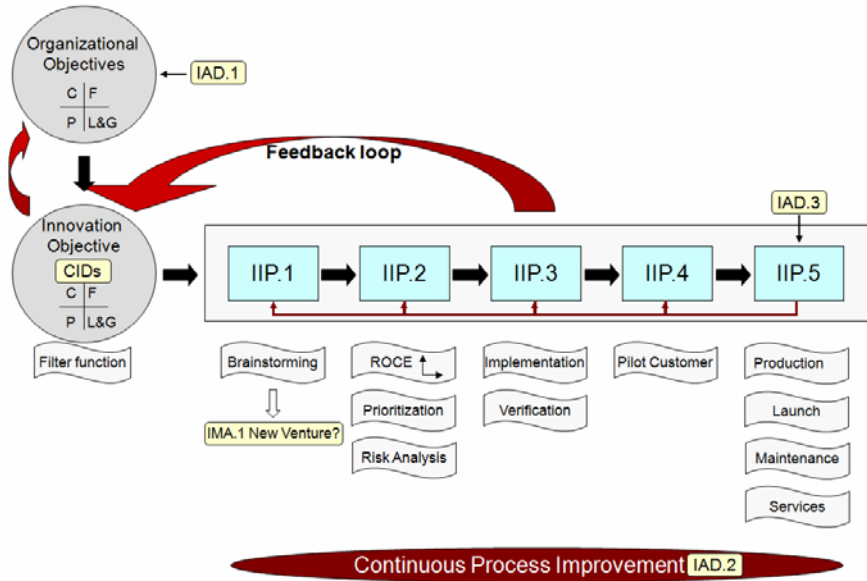 Organizational
Objectives
C F
P L&G
IAD.1
Feedback loop
Innovation
Objective
CIDs
C F
P L&G
Filter function
IAD.3
IIP.1
IIP.2
IIP.3
IIP.4
IIP.5
Brainstorming
ROCE
Implementation
Pilot Customer
Production
Prioritization
Verification
Launch
IMA.1 New Venture?
Risk Analysis
Maintenance
Services
Continuous Process Improvement IAD.2